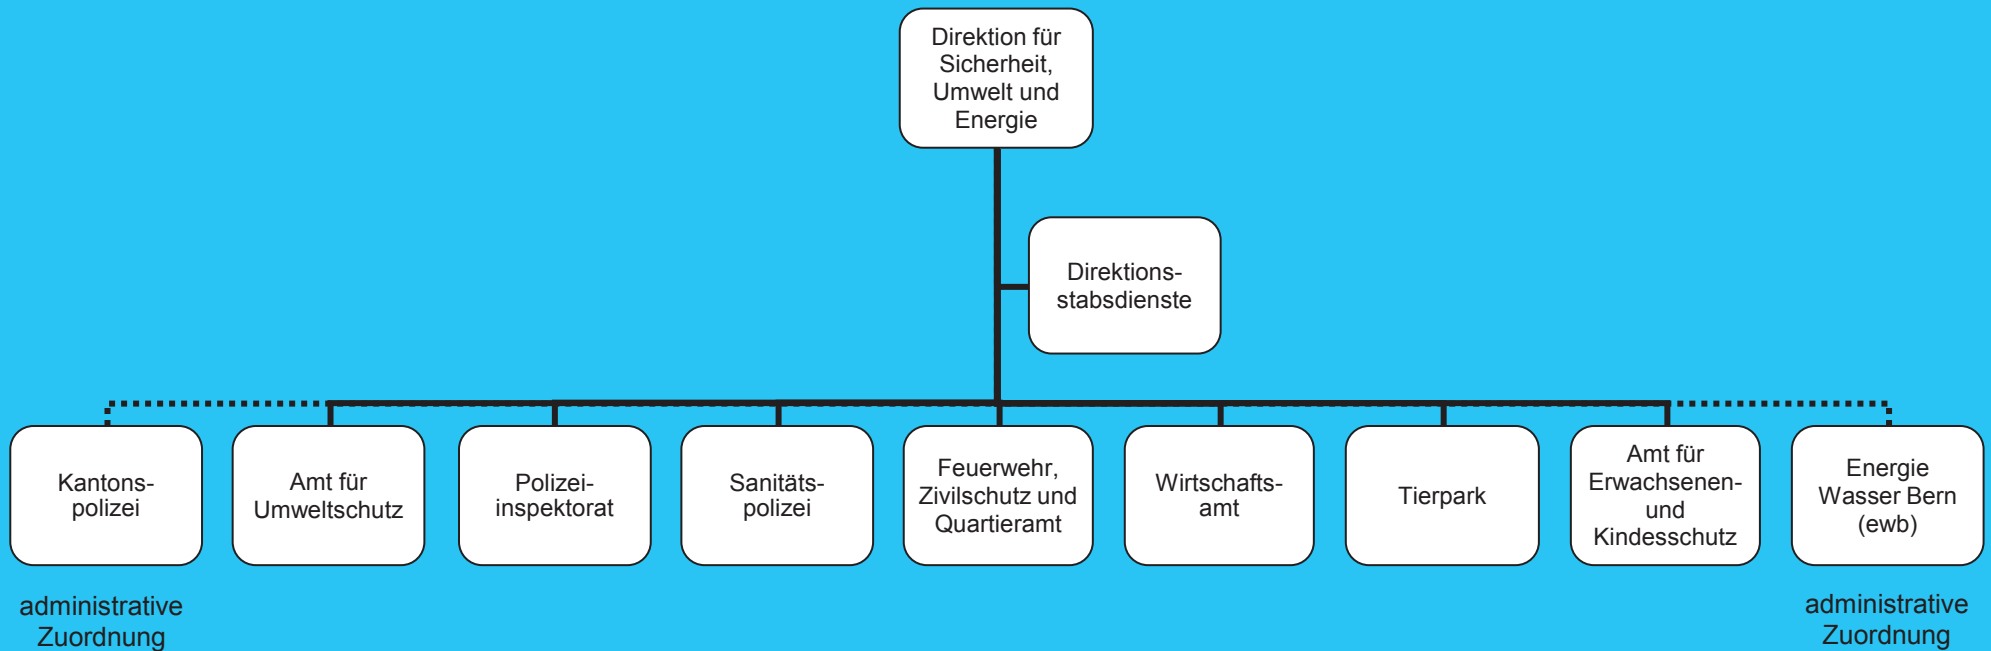 Direktion für
Sicherheit,
Umwelt und
Energie
Direktions-
stabsdienste
Kantons-
polizei
Amt für
Umweltschutz
Polizei-
inspektorat
Sanitäts-
polizei
Feuerwehr,
Zivilschutz und
Quartieramt
Wirtschafts-
amt
Tierpark
Amt für
Erwachsenen-
und
Kindesschutz
Energie
Wasser Bern
(ewb)
administrative
Zuordnung
administrative
Zuordnung